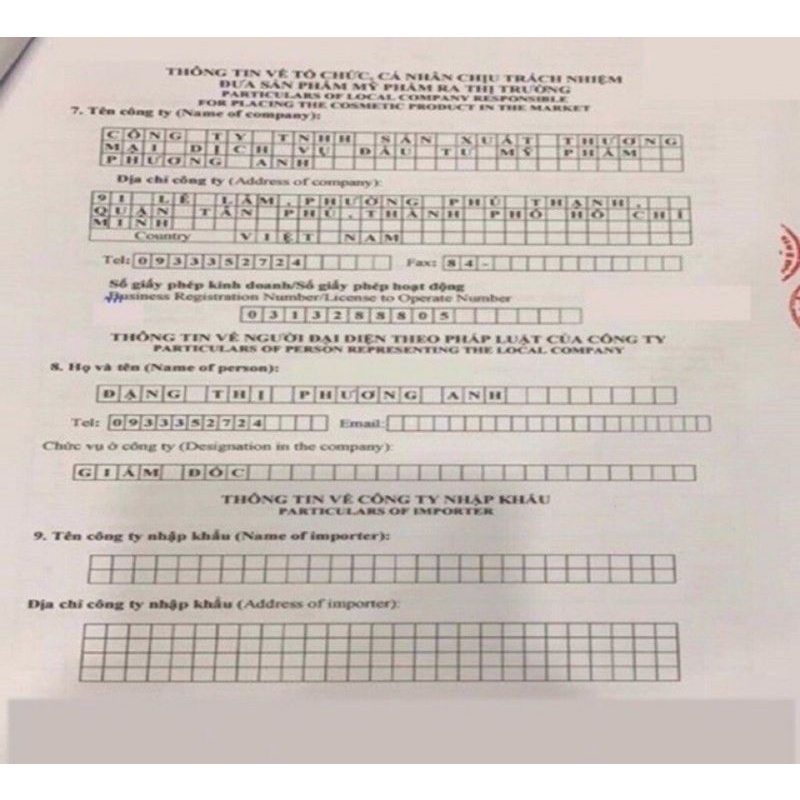 THÔNG TIN VỀ TỔ CHỨC, CÁ NHÂN CHỊU TRÁCH NHIỆM
ĐƯA SẢN PHẨM MỸ PHẨM RA THỊ TRƯỜNG
PARTICULARS OF LOCAL COMPANY RESPONSIBLE
FOR PLACING THE COSMETIC PRODUCT IN THE MARKET
7. Tên công ty (Name of company):
CÔNG TY TNHH SẢN XUẤT THƯƠNG
MẠI DỊCH VỤ ĐẦU TƯ MỸ PHẨM
PHƯƠNG ANH
Địa chỉ công ty (Address of company):
91 LÊ LÂM, PHƯỜNG PHÚ THẠNH,
QUẬN TÂN PHÚ, THÀNH PHỐ HỒ CHÍ
MINH
Country VIỆT NAM
Tel: 0933352724 Fax: 84-
Số giấy phép kinh doanh/Số giấy phép hoạt động
Business Registration Number/License to Operate Number
0313288805
THÔNG TIN VỀ NGƯỜI ĐẠI DIỆN THEO PHÁP LUẬT CỦA CÔNG TY
PARTICULARS OF PERSON REPRESENTING THE LOCAL COMPANY
8. Họ và tên (Name of person):
ĐẶNG THỊ PHƯƠNG ANH
Tel: 0933352724 Email:
Chức vụ ở công ty (Designation in the company):
GIÁM ĐỐC
THÔNG TIN VỀ CÔNG TY NHẬP KHẨU
PARTICULARS OF IMPORTER
9. Tên công ty nhập khẩu (Name of importer):
Địa chỉ công ty nhập khẩu (Address of importer):